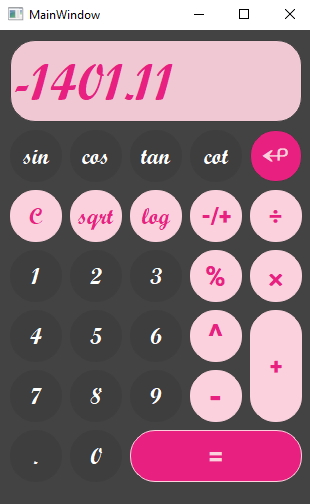 MainWindow
-1401.11
sin cos tan cot
C sqrt log -/+ ÷
1 2 3 % ×
4 5 6 ^ +
7 8 9 -
. 0 =